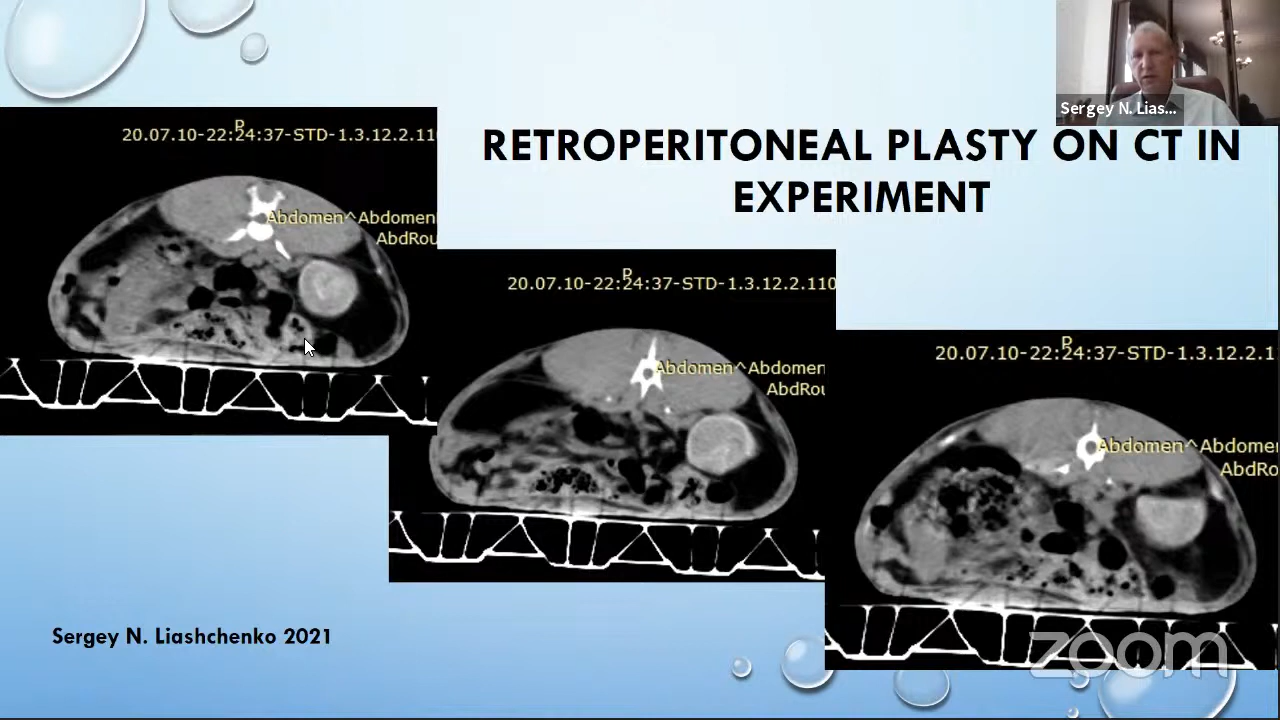 Sergey N. Lias...
RETROPERITONEAL PLASTY ON CT IN
EXPERIMENT
P
20.07.10-22:24:37-STD-1.3.12.2.110
Abdomen^Abdomen
AbdRou
P
20.07.10-22:24:37-STD-1.3.12.2.110
Abdomen^Abdomen
AbdRou
P
20.07.10-22:24:37-STD-1.3.12.2.1
Abdomen^Abdome
AbdRo
Sergey N. Liashchenko 2021
zoom